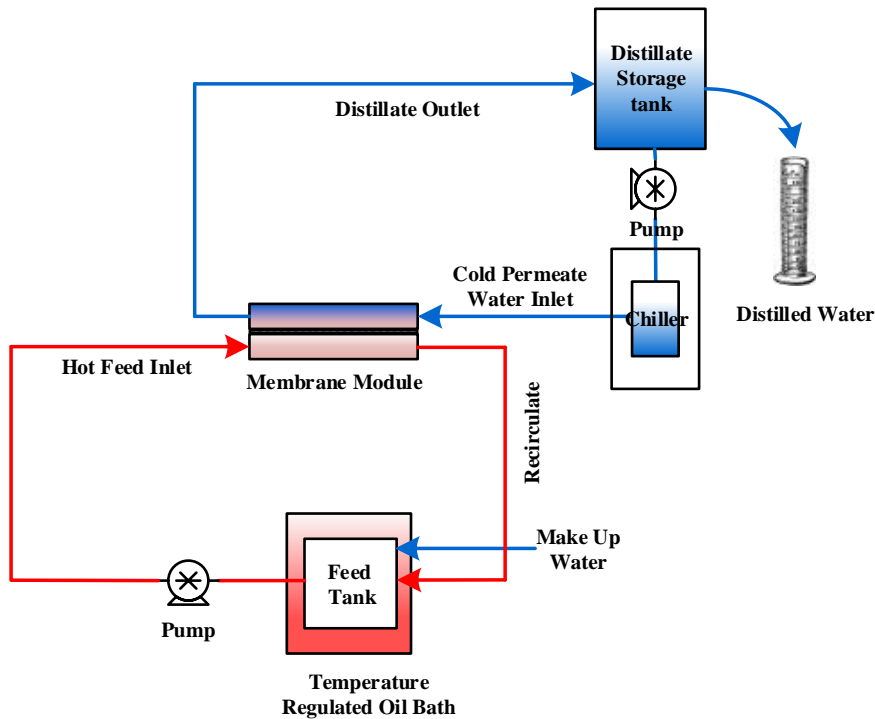 Distillate
Storage
tank
Distillate Outlet
Pump
Cold Permeate
Water Inlet
Chiller
Distilled Water
Hot Feed Inlet
Membrane Module
Recirculate
Make Up
Water
Feed
Tank
Pump
Temperature
Regulated Oil Bath